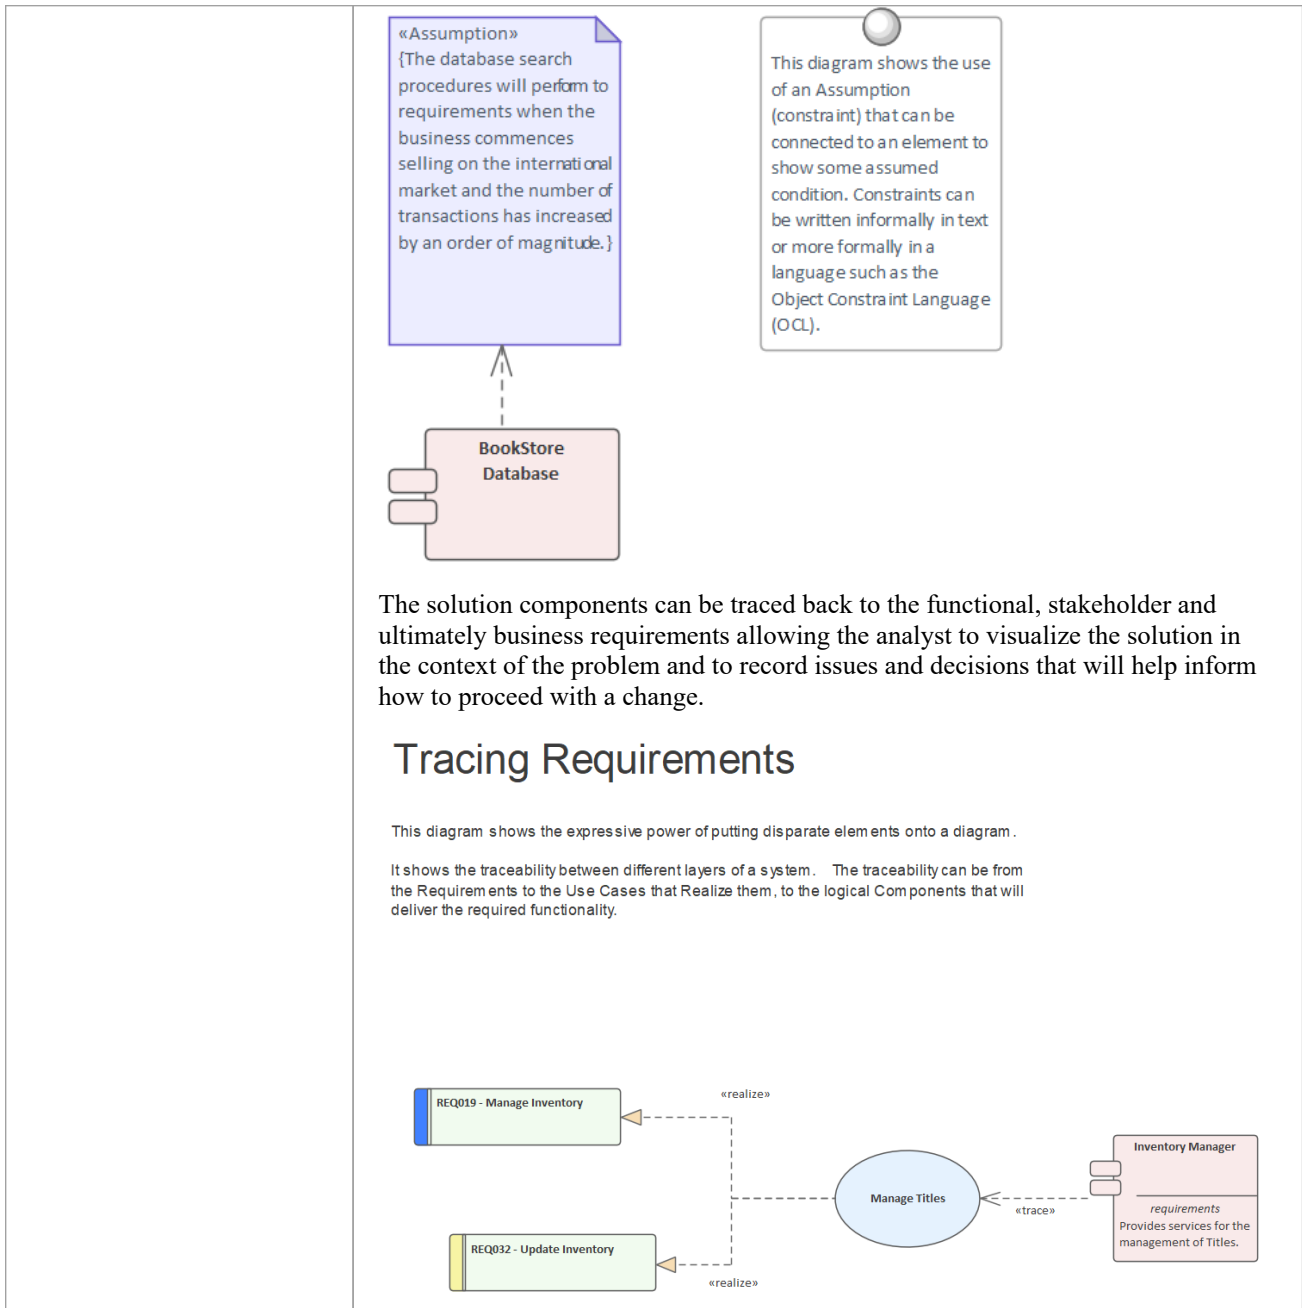 «Assumption»
{The database search
procedures will perform to
requirements when the
business commences
selling on the international
market and the number of
transactions has increased
by an order of magnitude.}
This diagram shows the use
of an Assumption
(constraint) that can be
connected to an element to
show some assumed
condition. Constraints can
be written informally in text
or more formally in a
language such as the
Object Constraint Language
(OCL).
BookStore
Database
The solution components can be traced back to the functional, stakeholder and
ultimately business requirements allowing the analyst to visualize the solution in
the context of the problem and to record issues and decisions that will help inform
how to proceed with a change.
Tracing Requirements
This diagram shows the expressive power of putting disparate elements onto a diagram.
It shows the traceability between different layers of a system. The traceability can be from
the Requirements to the Use Cases that Realize them, to the logical Components that will
deliver the required functionality.
«realize»
REQ019 - Manage Inventory
Inventory Manager
Manage Titles
«trace»
requirements
Provides services for the
management of Titles.
REQ032 - Update Inventory
«realize»